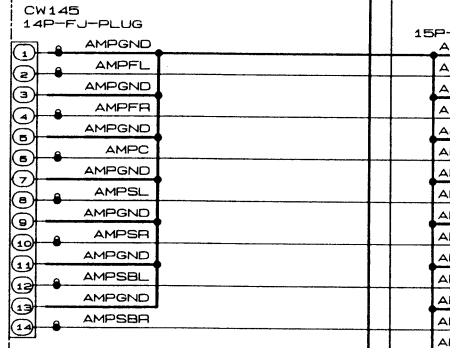 CW145
14P-FJ-PLUG
15P-
1 AMPGND A
2 AMPFL A
3 AMPGND A
4 AMPFR A
5 AMPGND A
6 AMPC A
7 AMPGND A
8 AMPSL A
9 AMPGND A
10 AMPSR A
11 AMPGND A
12 AMPSBL A
13 AMPGND A
14 AMPSBR A
A